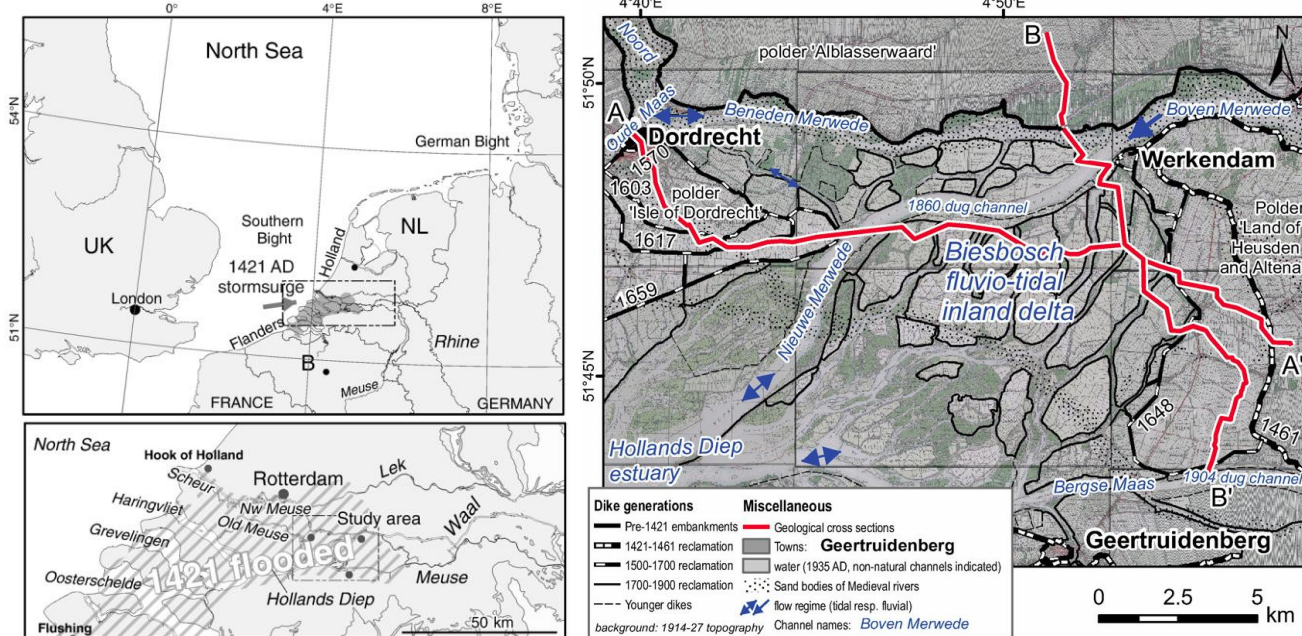 0°
4°E
8°E
54°N
51°N
North Sea
German Bight
Southern
Bight
Holland
NL
UK
1421 AD
stormsurge
London
Flanders
Rhine
B
Meuse
FRANCE
GERMANY
North Sea
Hook of Holland
Scheur
Rotterdam
Lek
Haringvliet
Nw Meuse
Waal
Old Meuse
Study area
Grevelingen
1421 flooded
Oosterschelde
Meuse
Hollands Diep
Flushing
50 km
4°40'E
4°50'E
51°50'N
51°45'N
B
N
Noord
polder 'Alblasserwaard'
A
Oude Maas
Beneden Merwede
Boven Merwede
Dordrecht
1570
Werkendam
1603
polder
'Isle of Dordrecht'
1860 dug channel
Polder
'Land of
Heusden
and Altena
1617
Biesbosch
fluvio-tidal
inland delta
1659
Nieuwe Merwede
A'
1648
1461
Hollands Diep
estuary
Bergse Maas
1904 dug channel
B'
Geertruidenberg
Dike generations
Pre-1421 embankments
1421-1461 reclamation
1500-1700 reclamation
1700-1900 reclamation
Younger dikes
background: 1914-27 topography
Miscellaneous
Geological cross sections
Towns: Geertruidenberg
water (1935 AD, non-natural channels indicated)
Sand bodies of Medieval rivers
flow regime (tidal resp. fluvial)
Channel names: Boven Merwede
0 2.5 5
km